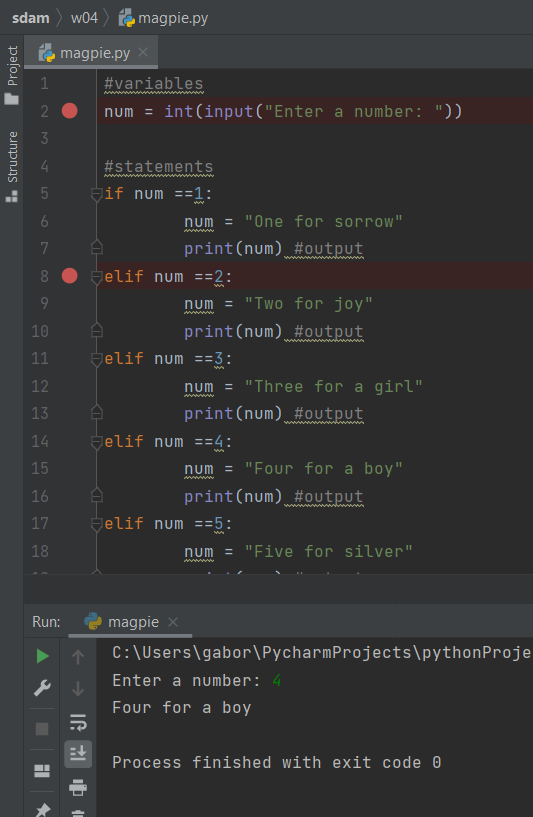 sdam > w04 > magpie.py
magpie.py ×
Project
Structure
1 #variables
2 num = int(input("Enter a number: "))
3
4 #statements
5 if num ==1:
6 num = "One for sorrow"
7 print(num) #output
8 elif num ==2:
9 num = "Two for joy"
10 print(num) #output
11 elif num ==3:
12 num = "Three for a girl"
13 print(num) #output
14 elif num ==4:
15 num = "Four for a boy"
16 print(num) #output
17 elif num ==5:
18 num = "Five for silver"
Run: magpie ×
C:\Users\gabor\PycharmProjects\pythonProje
Enter a number: 4
Four for a boy
Process finished with exit code 0